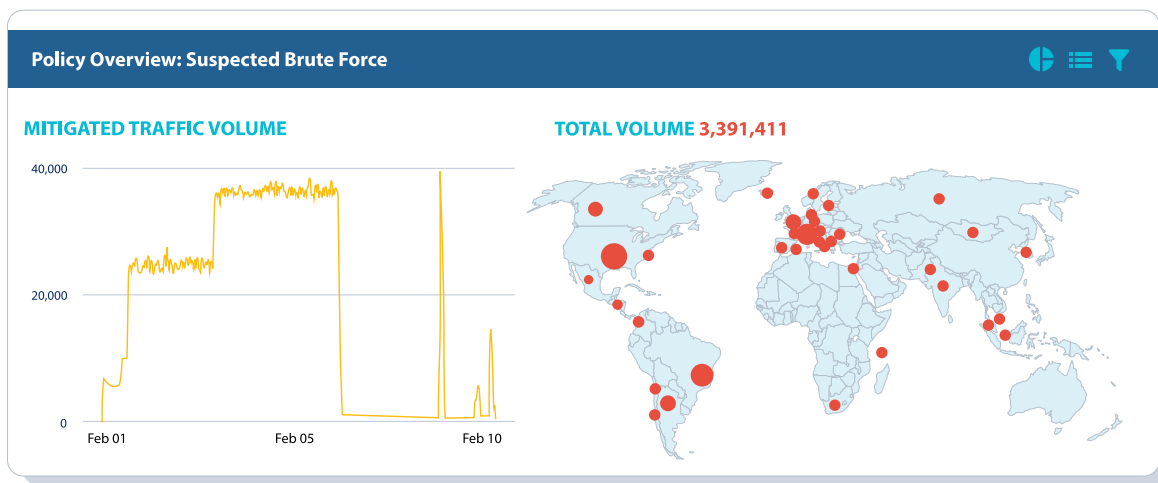 Policy Overview: Suspected Brute Force
MITIGATED TRAFFIC VOLUME
40,000
20,000
0
Feb 01 Feb 05 Feb 10
TOTAL VOLUME 3,391,411